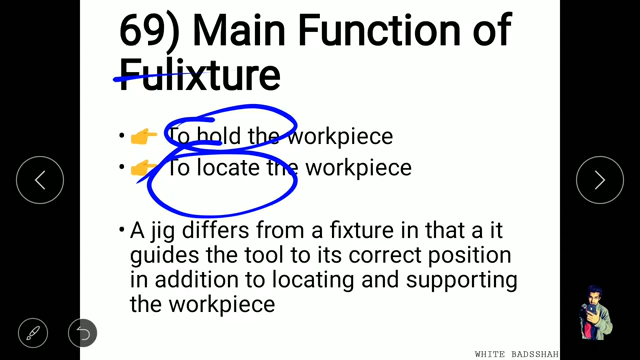 69) Main Function of
Fulixture
• 👉 To hold the workpiece
• 👉 To locate the workpiece
• A jig differs from a fixture in that a it
guides the tool to its correct position
in addition to locating and supporting
the workpiece
WHITE BADSSHAH